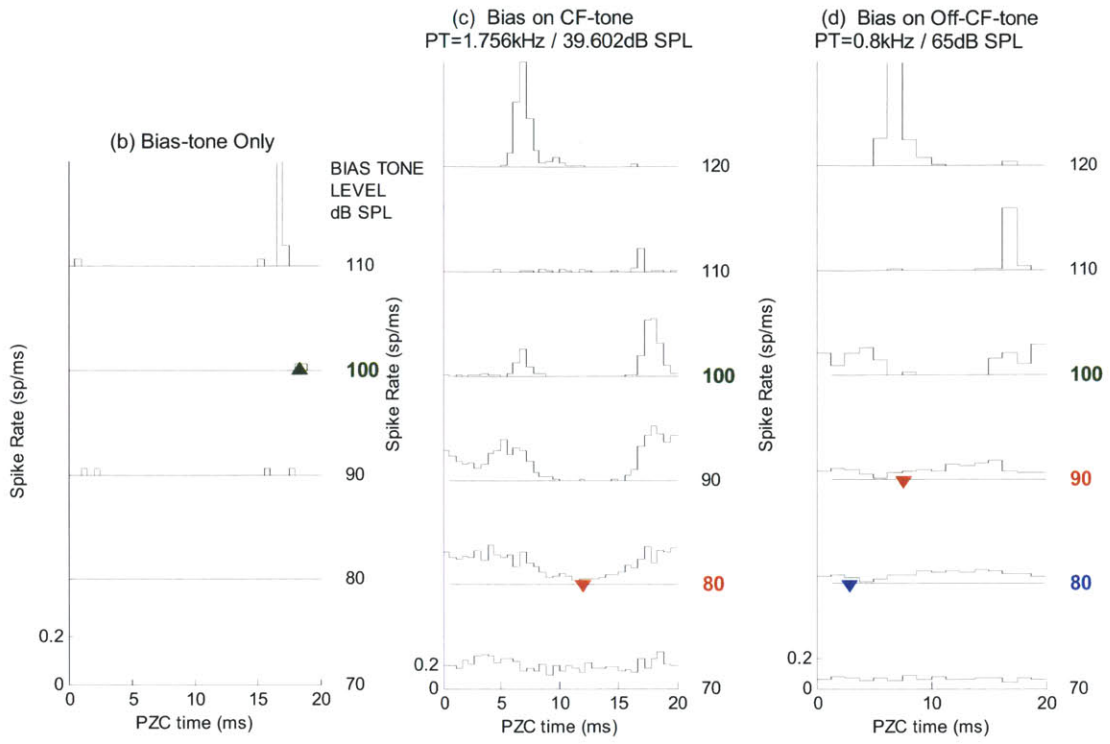 (b) Bias-tone Only
BIAS TONE
LEVEL
dB SPL
110
100
90
80
70
Spike Rate (sp/ms)
0.2
0
0 5 10 15 20
PZC time (ms)
(c) Bias on CF-tone
PT=1.756kHz / 39.602dB SPL
120
110
100
90
80
70
Spike Rate (sp/ms)
0.2
0
0 5 10 15 20
PZC time (ms)
(d) Bias on Off-CF-tone
PT=0.8kHz / 65dB SPL
120
110
100
90
80
70
Spike Rate (sp/ms)
0.2
0
0 10 20
PZC time (ms)